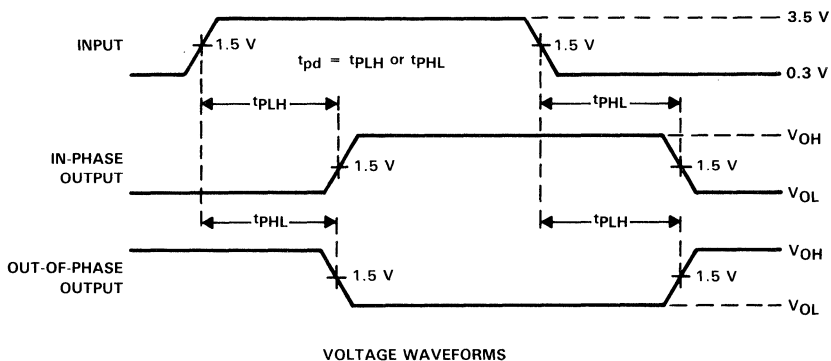 3.5 V
INPUT
1.5 V
1.5 V
tpd = tPLH or tPHL
0.3 V
tPLH
tPHL
VOH
IN-PHASE
OUTPUT
1.5 V
1.5 V
VOL
tPHL
tPLH
VOH
OUT-OF-PHASE
OUTPUT
1.5 V
1.5 V
VOL
VOLTAGE WAVEFORMS